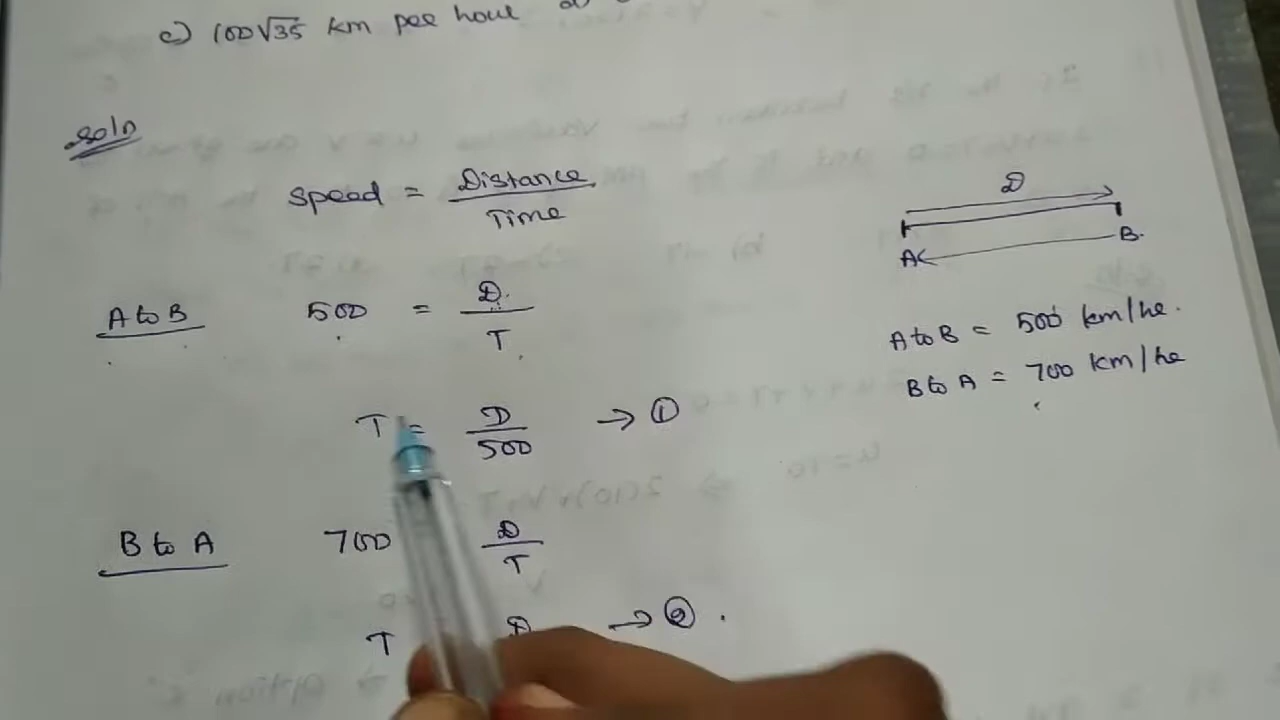 c) 100√35 km per hour
Soln
Speed = Distance / Time
D
A B.
A to B 500 = D / T
A to B = 500 km/hr.
B to A = 700 km/hr
T = D / 500 → ①
B to A 700 D / T
T D → ② .